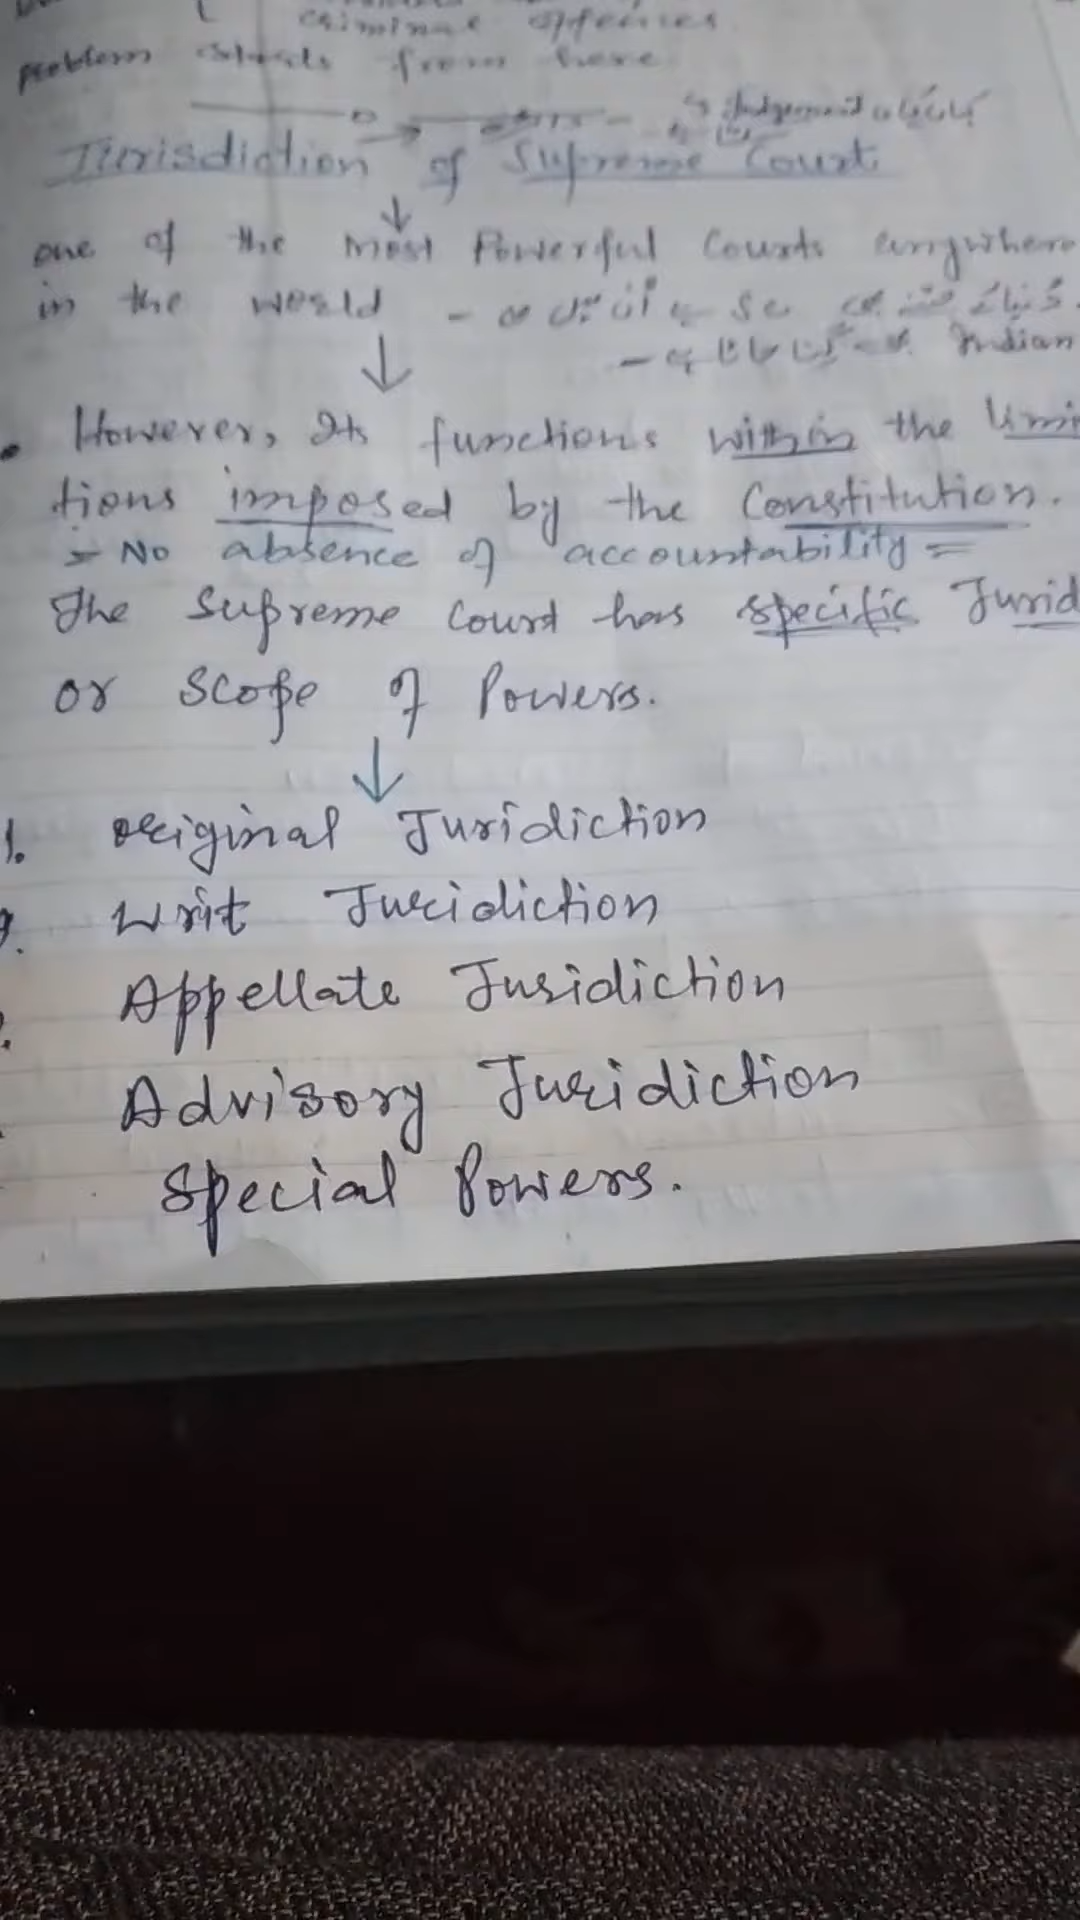 criminal offences
problem starts from here
Judgement
Jurisdiction of Supreme Court
one of the most Powerful Courts anywhere
in the world -
Indian
• However, Its functions within the limi
tions imposed by the Constitution.
No absence of accountability =
The Supreme Court has specific Jurid
or scope of Powers.
1. original Juridiction
Writ Juridiction
Appellate Juridiction
Advisory Juridiction
Special Powers.